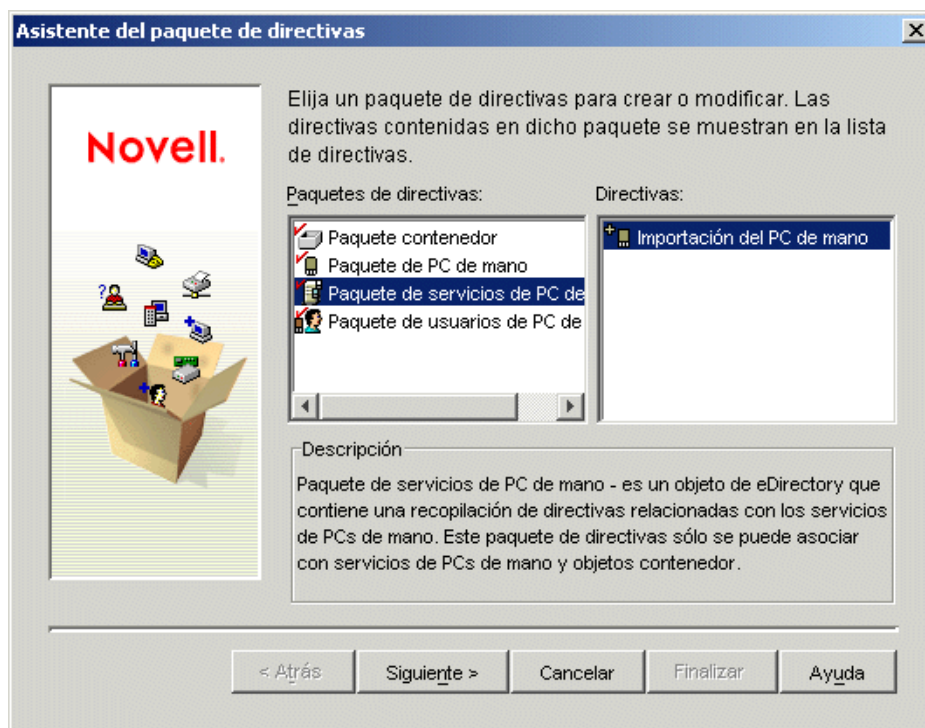 Asistente del paquete de directivas
Novell.
Elija un paquete de directivas para crear o modificar. Las
directivas contenidas en dicho paquete se muestran en la lista
de directivas.
Paquetes de directivas:
Directivas:
Paquete contenedor
Paquete de PC de mano
Paquete de servicios de PC de
Paquete de usuarios de PC de
Importación del PC de mano
Descripción
Paquete de servicios de PC de mano - es un objeto de eDirectory que
contiene una recopilación de directivas relacionadas con los servicios
de PCs de mano. Este paquete de directivas sólo se puede asociar
con servicios de PCs de mano y objetos contenedor.
< Atrás
Siguiente >
Cancelar
Finalizar
Ayuda